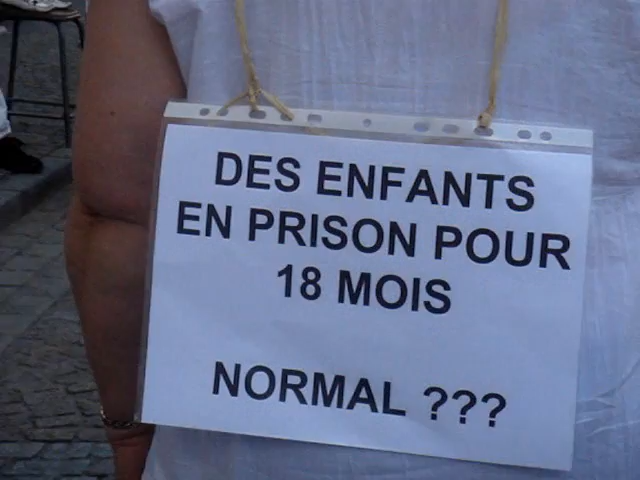 DES ENFANTS
EN PRISON POUR
18 MOIS
NORMAL ???